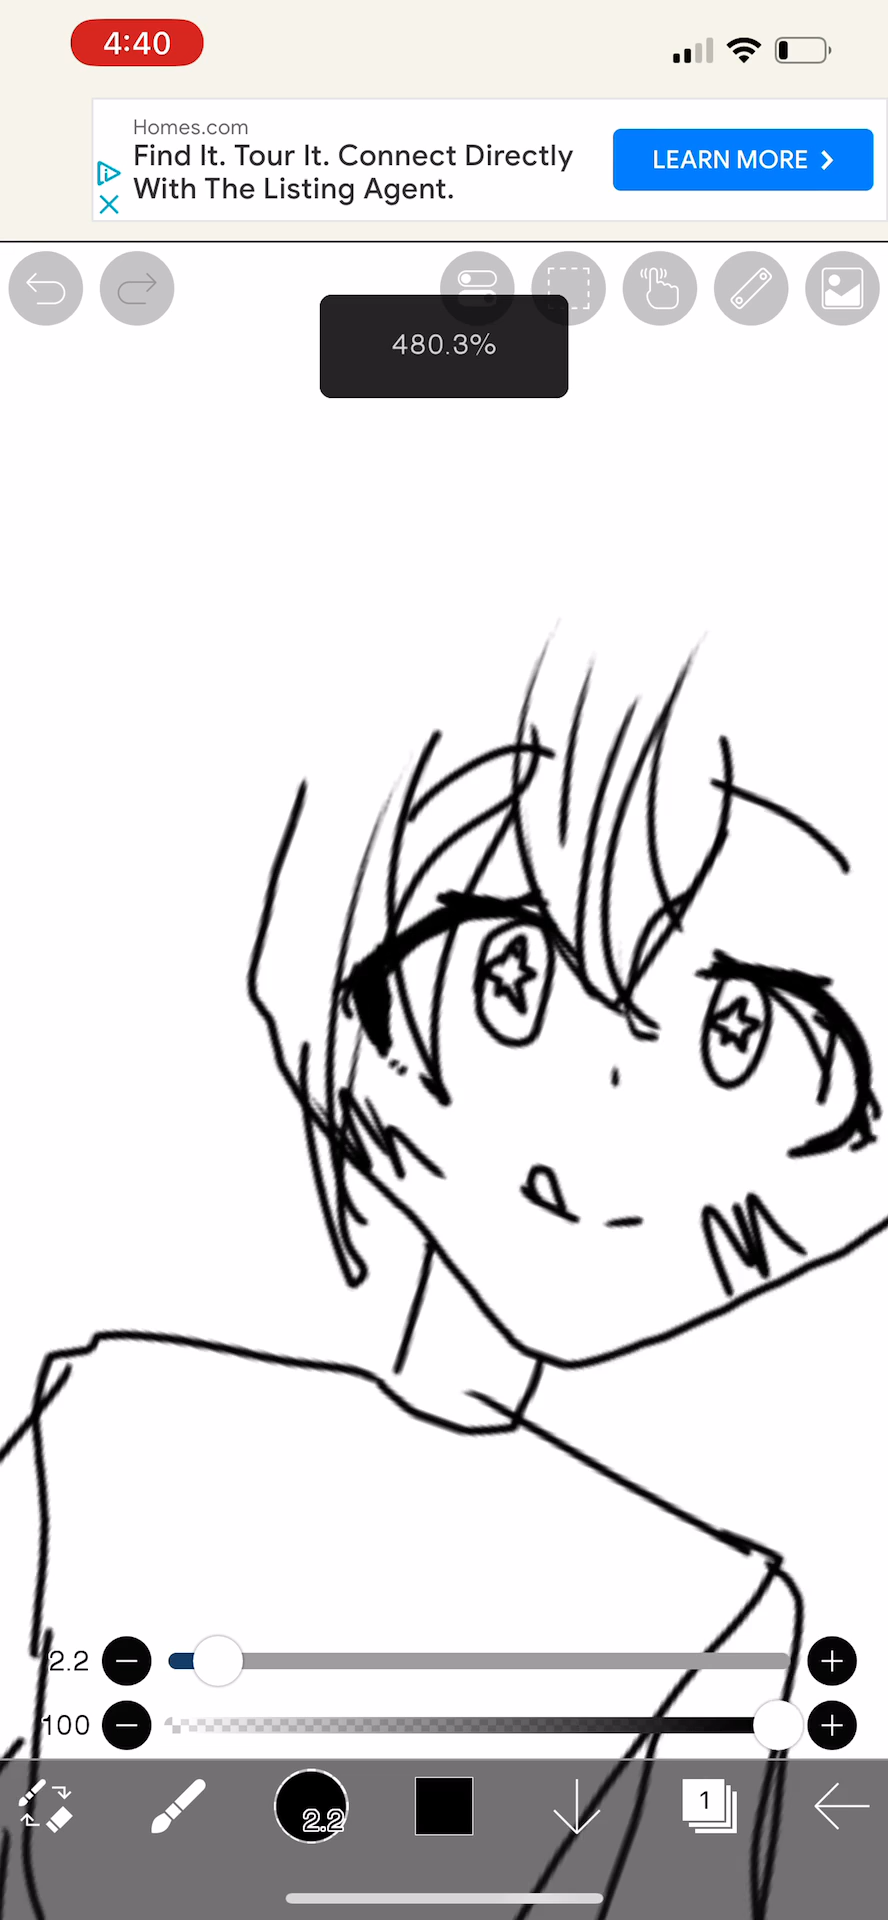 4:40
Homes.com
Find It. Tour It. Connect Directly
With The Listing Agent.
LEARN MORE
480.3%
2.2
100
2.2
1